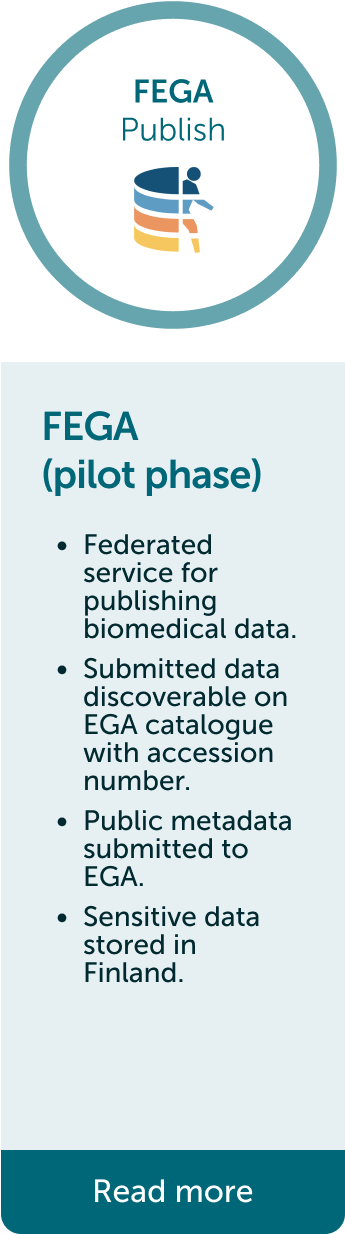 FEGA
Publish
FEGA
(pilot phase)
• Federated
service for
publishing
biomedical data.
• Submitted data
discoverable on
EGA catalogue
with accession
number.
• Public metadata
submitted to
EGA.
• Sensitive data
stored in
Finland.
Read more